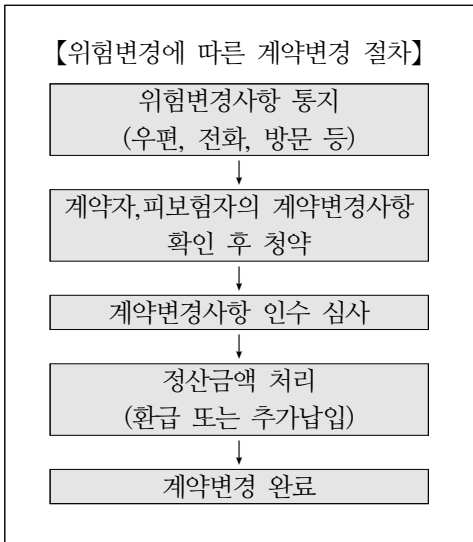 【위험변경에 따른 계약변경 절차】
위험변경사항 통지
(우편, 전화, 방문 등)
계약자,피보험자의 계약변경사항
확인 후 청약
계약변경사항 인수 심사
정산금액 처리
(환급 또는 추가납입)
계약변경 완료